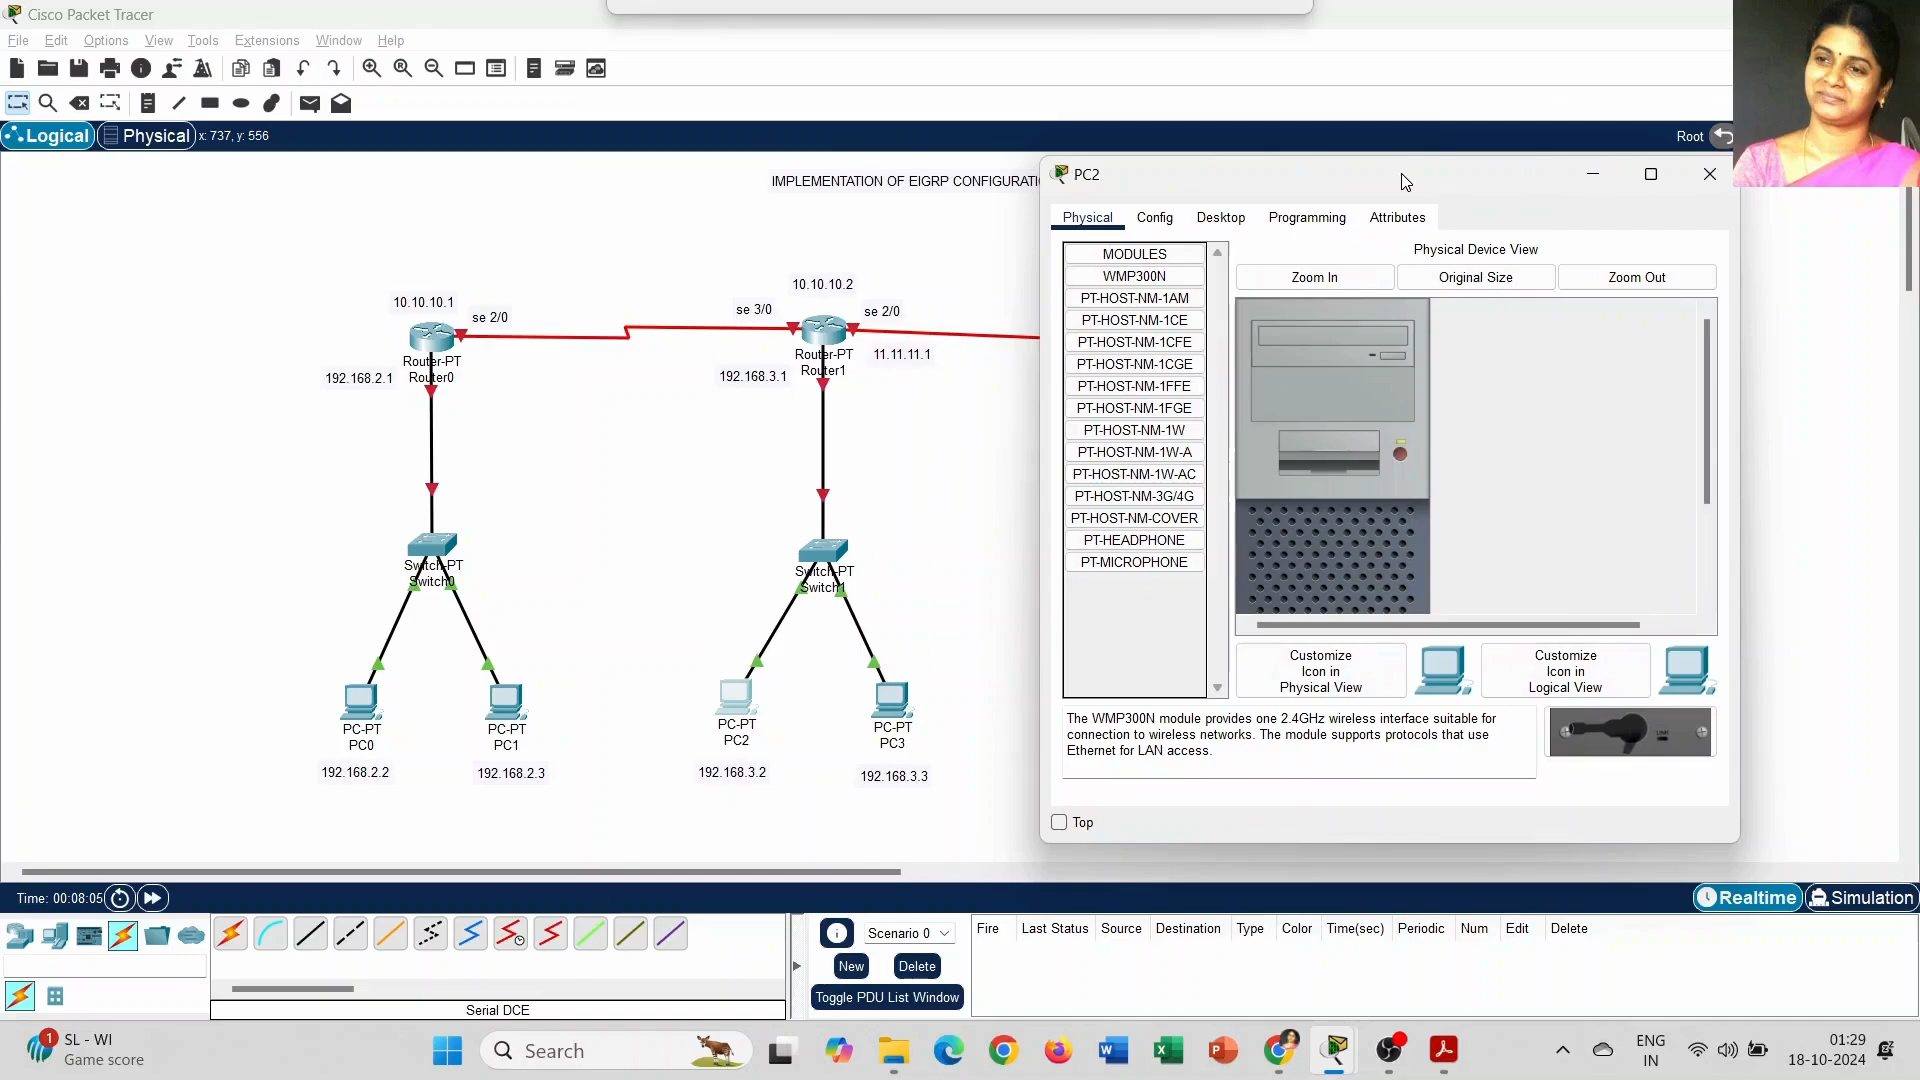 Cisco Packet Tracer
File Edit Options View Tools Extensions Window Help
Logical Physical x: 737, y: 556
Root
IMPLEMENTATION OF EIGRP CONFIGURATI
10.10.10.1
se 2/0
Router-PT
Router0
192.168.2.1
10.10.10.2
se 3/0
se 2/0
Router-PT
Router1
11.11.11.1
192.168.3.1
Switch-PT
Switch0
Switch-PT
Switch1
PC-PT
PC0
PC-PT
PC1
PC-PT
PC2
PC-PT
PC3
192.168.2.2
192.168.2.3
192.168.3.2
192.168.3.3
PC2
Physical Config Desktop Programming Attributes
MODULES
WMP300N
PT-HOST-NM-1AM
PT-HOST-NM-1CE
PT-HOST-NM-1CFE
PT-HOST-NM-1CGE
PT-HOST-NM-1FFE
PT-HOST-NM-1FGE
PT-HOST-NM-1W
PT-HOST-NM-1W-A
PT-HOST-NM-1W-AC
PT-HOST-NM-3G/4G
PT-HOST-NM-COVER
PT-HEADPHONE
PT-MICROPHONE
Physical Device View
Zoom In Original Size Zoom Out
Customize
Icon in
Physical View
Customize
Icon in
Logical View
The WMP300N module provides one 2.4GHz wireless interface suitable for
connection to wireless networks. The module supports protocols that use
Ethernet for LAN access.
Top
Time: 00:08:05
Realtime Simulation
Scenario 0
New Delete
Toggle PDU List Window
Fire Last Status Source Destination Type Color Time(sec) Periodic Num Edit Delete
Serial DCE
1
SL - WI
Game score
Search
ENG
IN
01:29
18-10-2024